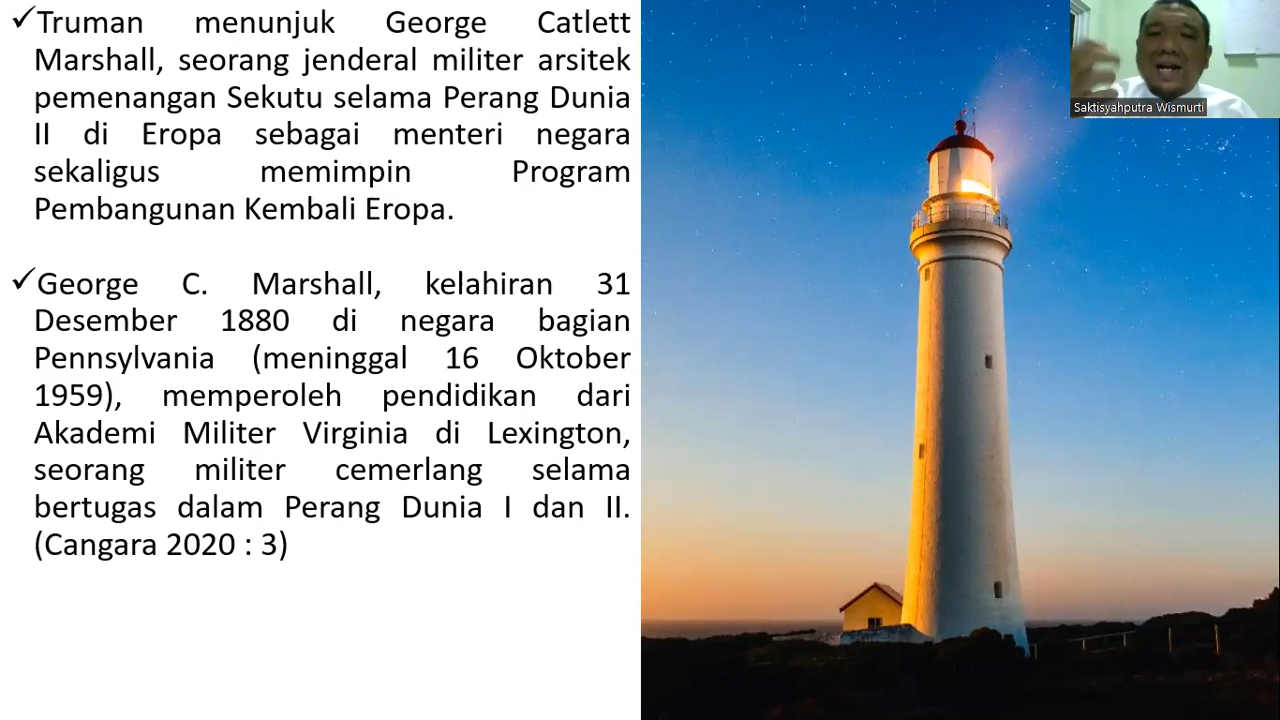 ✓Truman menunjuk George Catlett
Marshall, seorang jenderal militer arsitek
pemenangan Sekutu selama Perang Dunia
II di Eropa sebagai menteri negara
sekaligus memimpin Program
Pembangunan Kembali Eropa.
✓George C. Marshall, kelahiran 31
Desember 1880 di negara bagian
Pennsylvania (meninggal 16 Oktober
1959), memperoleh pendidikan dari
Akademi Militer Virginia di Lexington,
seorang militer cemerlang selama
bertugas dalam Perang Dunia I dan II.
(Cangara 2020 : 3)
Saktisyahputra Wismurti